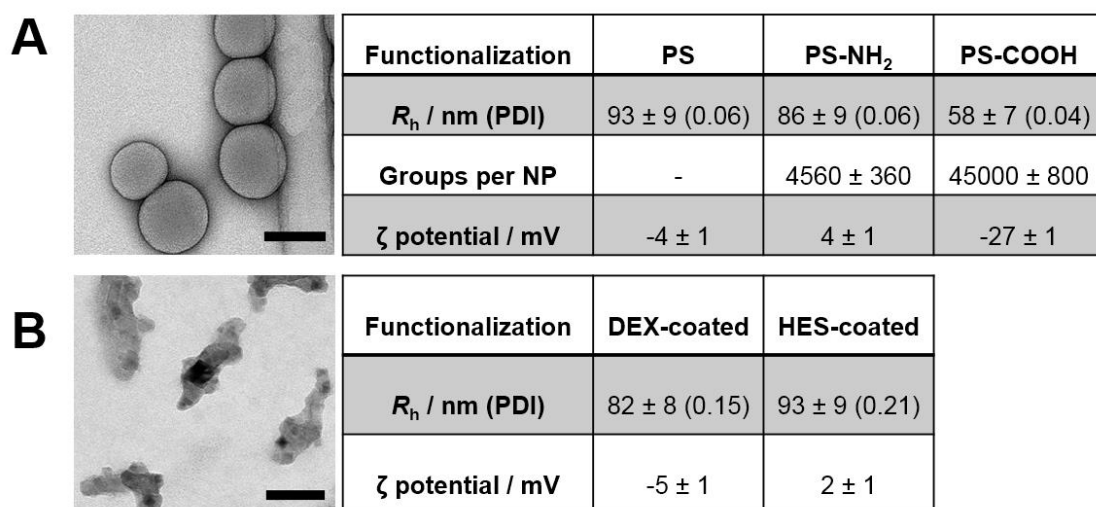 A
Functionalization PS PS-NH₂ PS-COOH
Rₕ / nm (PDI) 93 ± 9 (0.06) 86 ± 9 (0.06) 58 ± 7 (0.04)
Groups per NP - 4560 ± 360 45000 ± 800
ζ potential / mV -4 ± 1 4 ± 1 -27 ± 1
B
Functionalization DEX-coated HES-coated
Rₕ / nm (PDI) 82 ± 8 (0.15) 93 ± 9 (0.21)
ζ potential / mV -5 ± 1 2 ± 1